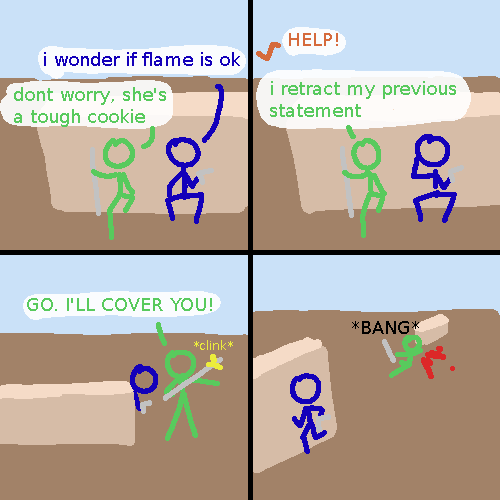 i wonder if flame is ok
dont worry, she's
a tough cookie
HELP!
i retract my previous
statement
GO. I'LL COVER YOU!
*clink*
*BANG*